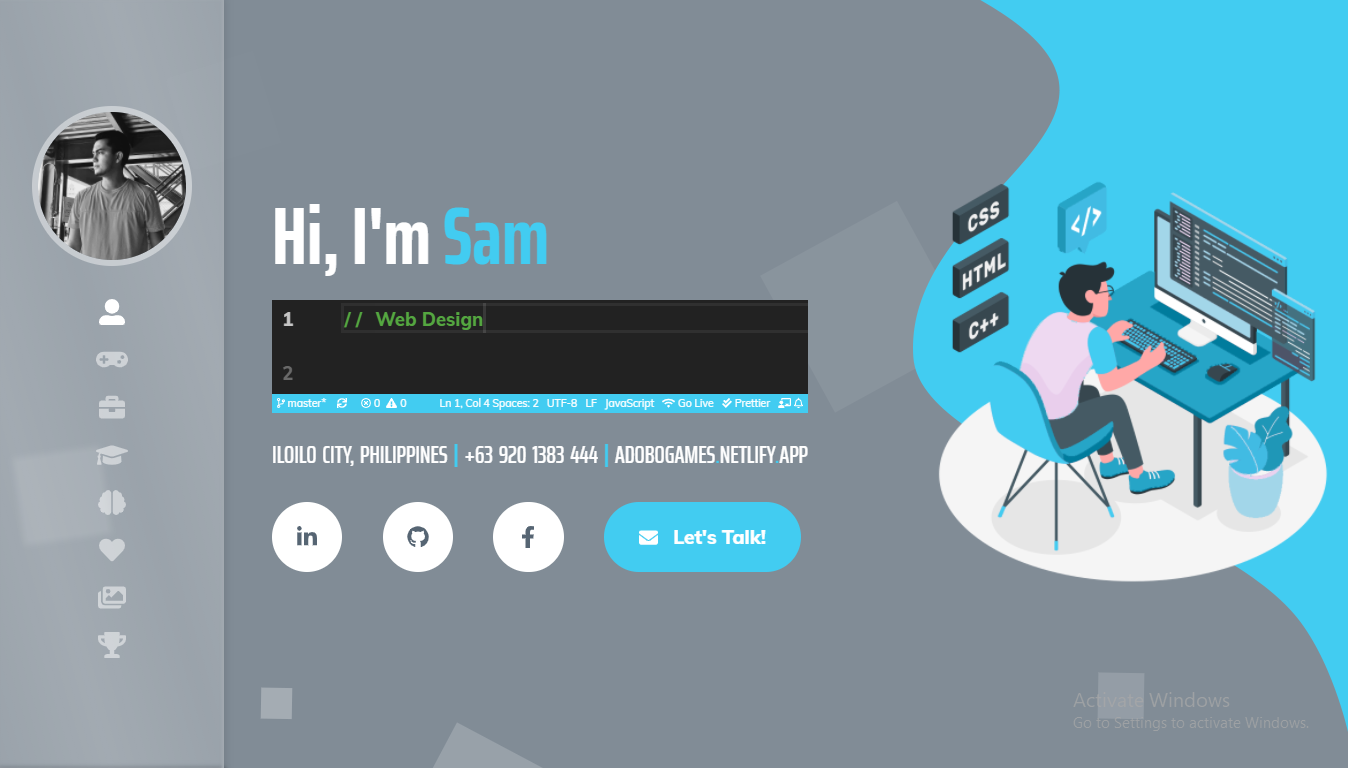 Hi, I'm Sam
1 // Web Design
2
master* 0 0 Ln 1, Col 4 Spaces: 2 UTF-8 LF JavaScript Go Live Prettier
ILOILO CITY, PHILIPPINES | +63 920 1383 444 | ADOBOGAMES.NETLIFY.APP
in f Let's Talk!
CSS
</>
HTML
C++
Activate Windows
Go to Settings to activate Windows.